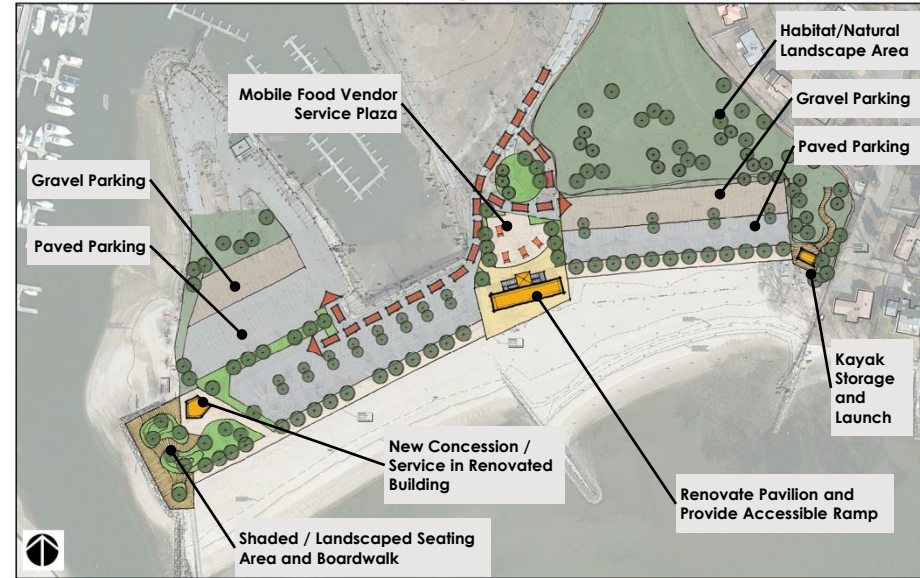 Habitat/Natural
Landscape Area
Mobile Food Vendor
Service Plaza
Gravel Parking
Paved Parking
Gravel Parking
Paved Parking
Kayak
Storage
and
Launch
New Concession /
Service in Renovated
Building
Renovate Pavilion and
Provide Accessible Ramp
Shaded / Landscaped Seating
Area and Boardwalk